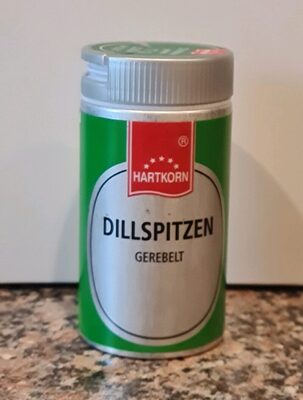 ®
HARTKORN
DILLSPITZEN
GEREBELT